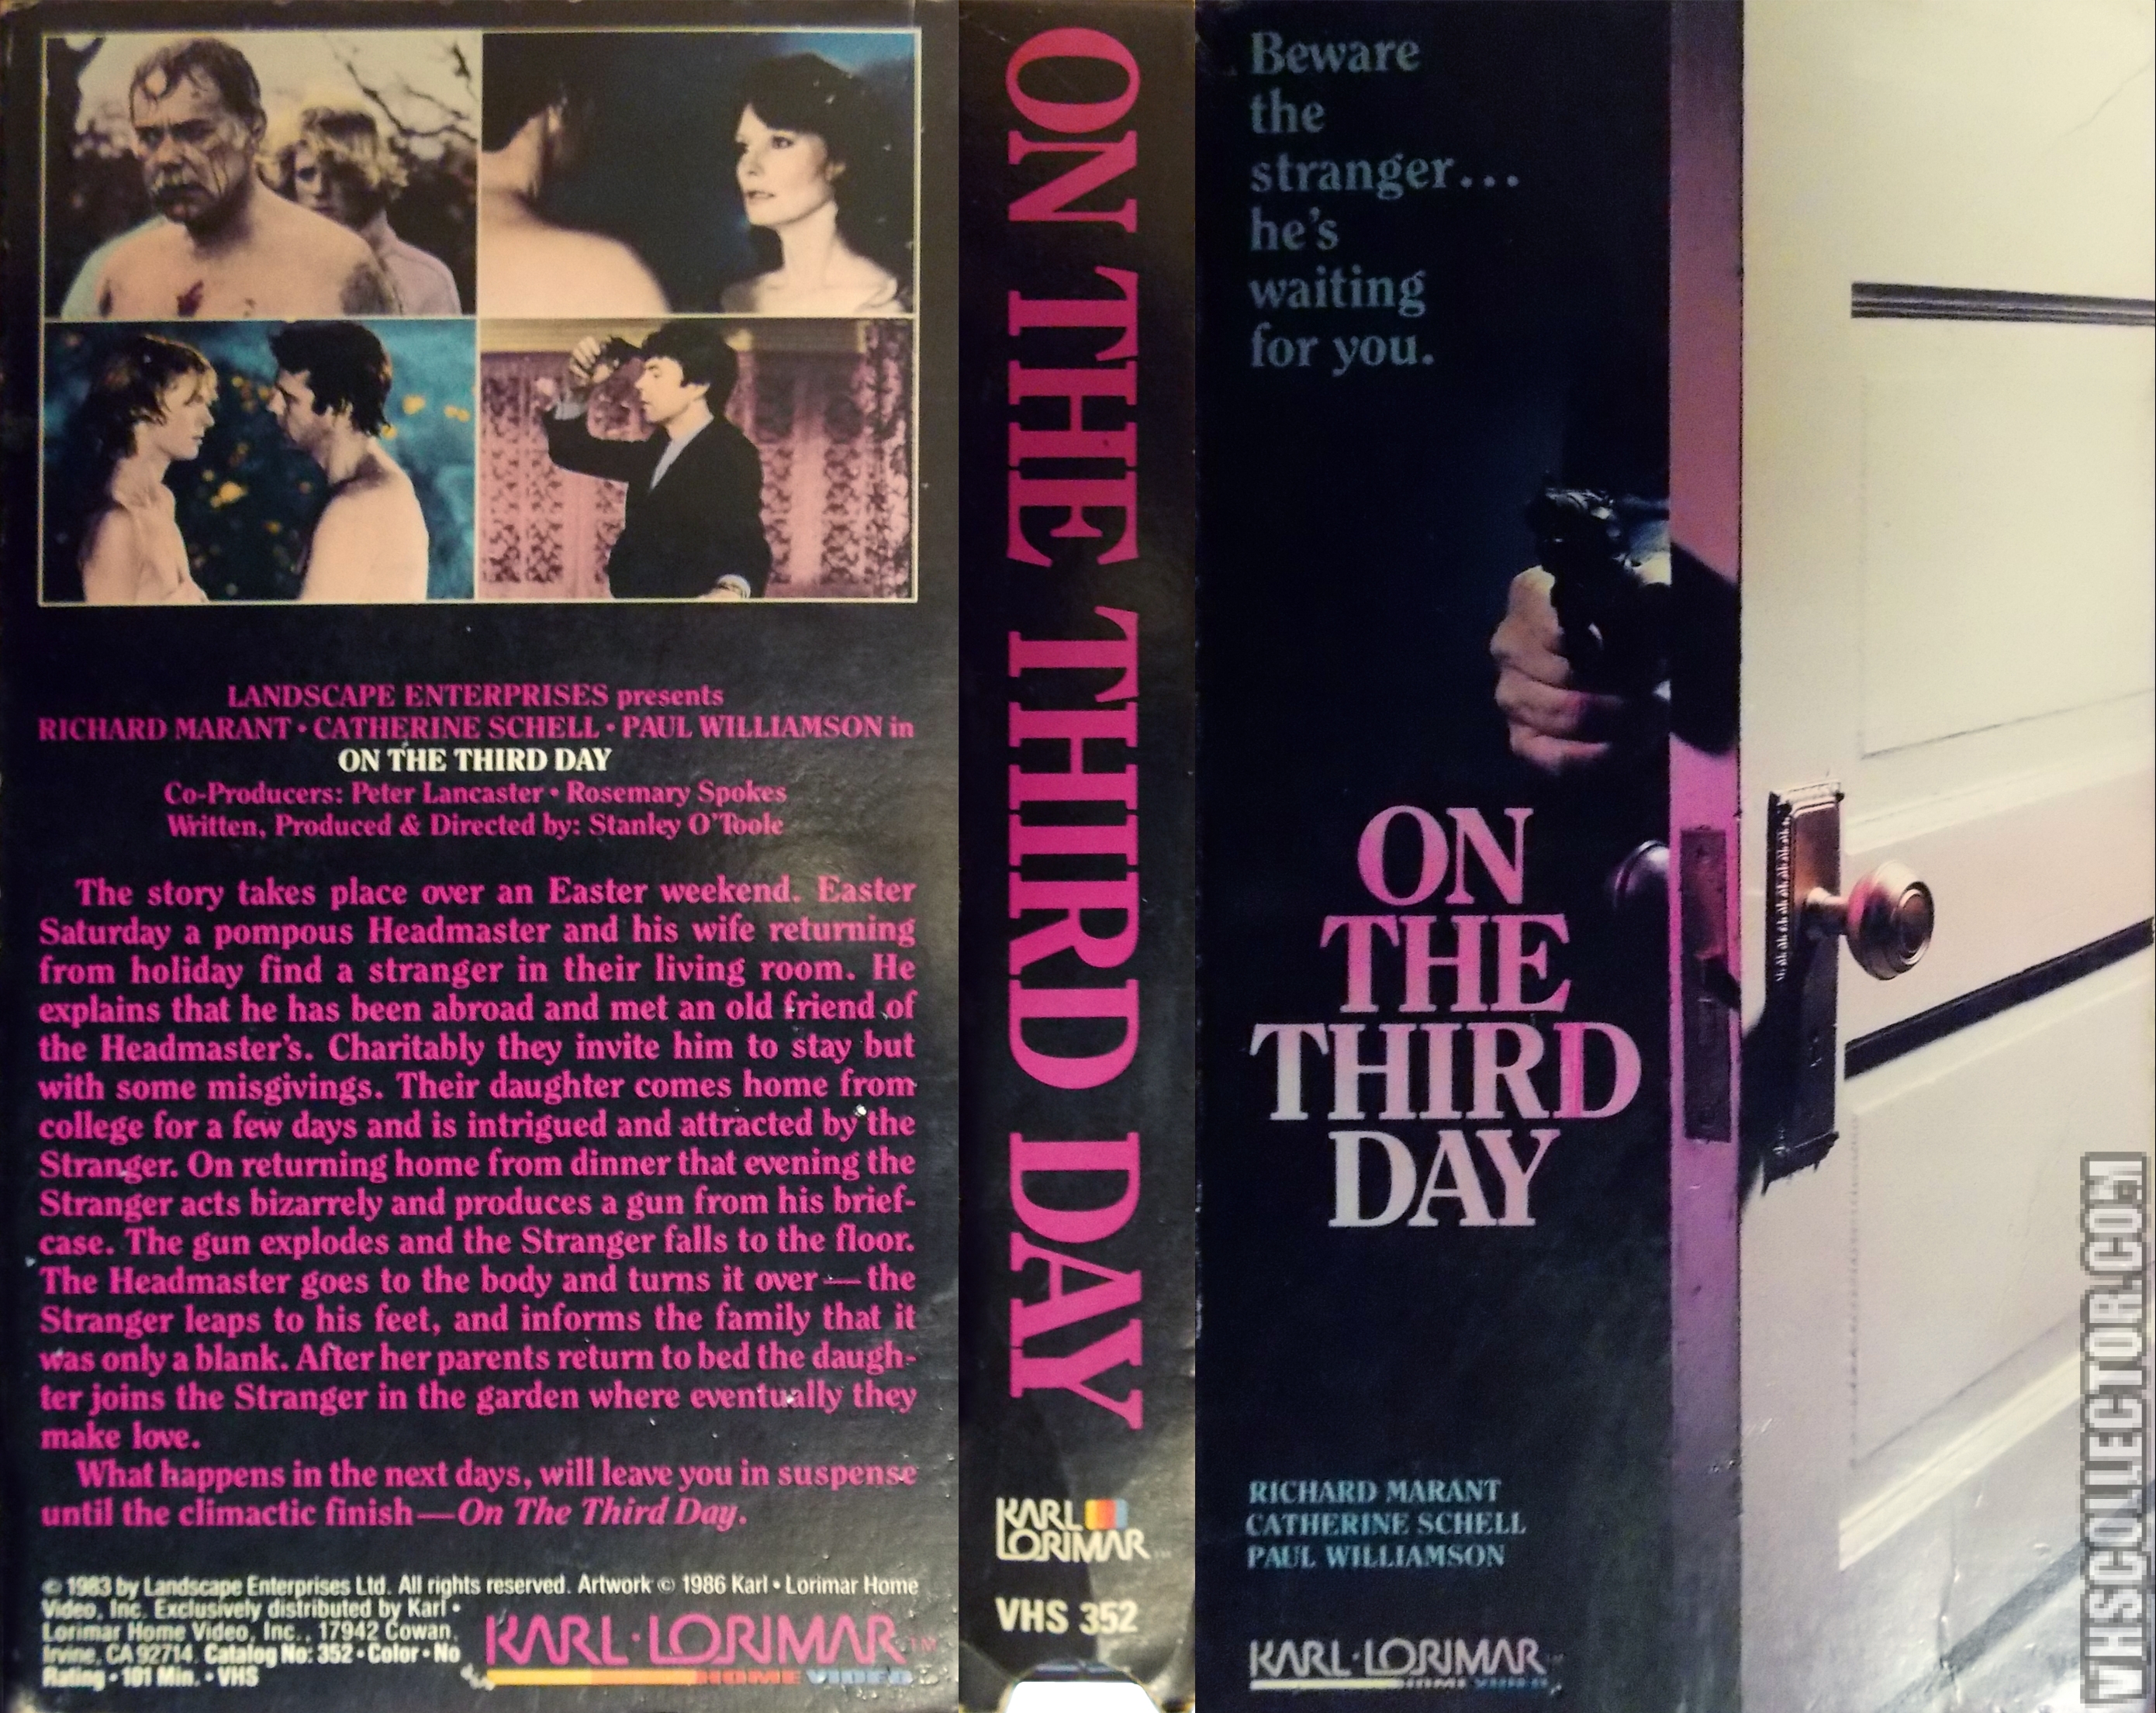 LANDSCAPE ENTERPRISES presents
RICHARD MARANT • CATHERINE SCHELL • PAUL WILLIAMSON in
ON THE THIRD DAY
Co-Producers: Peter Lancaster • Rosemary Spokes
Written, Produced & Directed by: Stanley O'Toole
The story takes place over an Easter weekend. Easter
Saturday a pompous Headmaster and his wife returning
from holiday find a stranger in their living room. He
explains that he has been abroad and met an old friend of
the Headmaster's. Charitably they invite him to stay but
with some misgivings. Their daughter comes home from
college for a few days and is intrigued and attracted by the
Stranger. On returning home from dinner that evening the
Stranger acts bizarrely and produces a gun from his brief-
case. The gun explodes and the Stranger falls to the floor.
The Headmaster goes to the body and turns it over — the
Stranger leaps to his feet, and informs the family that it
was only a blank. After her parents return to bed the daugh-
ter joins the Stranger in the garden where eventually they
make love.
What happens in the next days, will leave you in suspense
until the climactic finish—On The Third Day.
© 1983 by Landscape Enterprises Ltd. All rights reserved. Artwork © 1986 Karl • Lorimar Home
Video, Inc. Exclusively distributed by Karl •
Lorimar Home Video, Inc., 17942 Cowan,
Irvine, CA 92714. Catalog No: 352 • Color • No
Rating • 101 Min. • VHS
KARL·LORIMAR™
HOME VIDEO
ON THE THIRD DAY
KARL
LORIMAR™
VHS 352
Beware
the
stranger...
he's
waiting
for you.
ON
THE
THIRD
DAY
RICHARD MARANT
CATHERINE SCHELL
PAUL WILLIAMSON
KARL·LORIMAR™
HOME VIDEO
VHSCOLLECTOR.COM